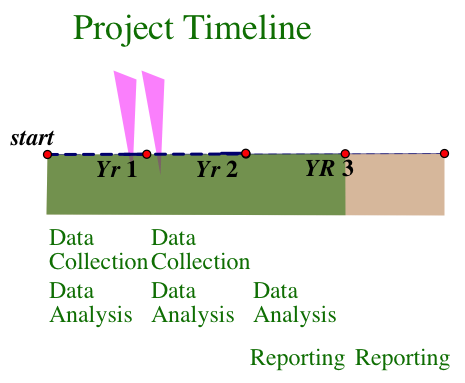 Project Timeline
start
Yr 1 Yr 2 YR 3
Data Data
Collection Collection
Data Data Data
Analysis Analysis Analysis
Reporting Reporting